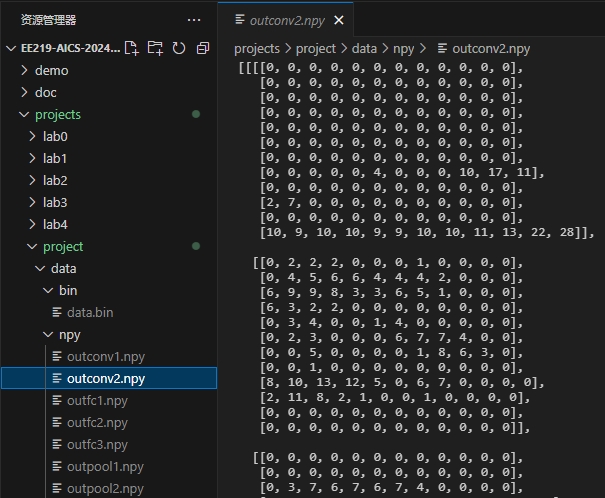 资源管理器
EE219-AICS-2024...
demo
doc
projects
lab0
lab1
lab2
lab3
lab4
project
data
bin
data.bin
npy
outconv1.npy
outconv2.npy
outfc1.npy
outfc2.npy
outfc3.npy
outpool1.npy
outpool2.npy
outconv2.npy
projects > project > data > npy > outconv2.npy
[[[[0, 0, 0, 0, 0, 0, 0, 0, 0, 0, 0, 0],
[0, 0, 0, 0, 0, 0, 0, 0, 0, 0, 0, 0],
[0, 0, 0, 0, 0, 0, 0, 0, 0, 0, 0, 0],
[0, 0, 0, 0, 0, 0, 0, 0, 0, 0, 0, 0],
[0, 0, 0, 0, 0, 0, 0, 0, 0, 0, 0, 0],
[0, 0, 0, 0, 0, 0, 0, 0, 0, 0, 0, 0],
[0, 0, 0, 0, 0, 0, 0, 0, 0, 0, 0, 0],
[0, 0, 0, 0, 0, 4, 0, 0, 0, 10, 17, 11],
[0, 0, 0, 0, 0, 0, 0, 0, 0, 0, 0, 0],
[2, 7, 0, 0, 0, 0, 0, 0, 0, 0, 0, 0],
[0, 0, 0, 0, 0, 0, 0, 0, 0, 0, 0, 0],
[10, 9, 10, 10, 9, 9, 10, 10, 11, 13, 22, 28]],
[[0, 2, 2, 2, 0, 0, 0, 1, 0, 0, 0, 0],
[0, 4, 5, 6, 6, 4, 4, 4, 2, 0, 0, 0],
[6, 9, 9, 8, 3, 3, 6, 5, 1, 0, 0, 0],
[6, 3, 2, 2, 0, 0, 0, 0, 0, 0, 0, 0],
[0, 3, 4, 0, 0, 1, 4, 0, 0, 0, 0, 0],
[0, 2, 3, 0, 0, 0, 6, 7, 7, 4, 0, 0],
[0, 0, 5, 0, 0, 0, 0, 1, 8, 6, 3, 0],
[0, 0, 1, 0, 0, 0, 0, 0, 0, 0, 0, 0],
[8, 10, 13, 12, 5, 0, 6, 7, 0, 0, 0, 0],
[2, 11, 8, 2, 1, 0, 0, 1, 0, 0, 0, 0],
[0, 0, 0, 0, 0, 0, 0, 0, 0, 0, 0, 0],
[0, 0, 0, 0, 0, 0, 0, 0, 0, 0, 0, 0]],
[[0, 0, 0, 0, 0, 0, 0, 0, 0, 0, 0, 0],
[0, 0, 0, 0, 0, 0, 0, 0, 0, 0, 0, 0],
[0, 3, 7, 6, 7, 6, 7, 4, 0, 0, 0, 0],